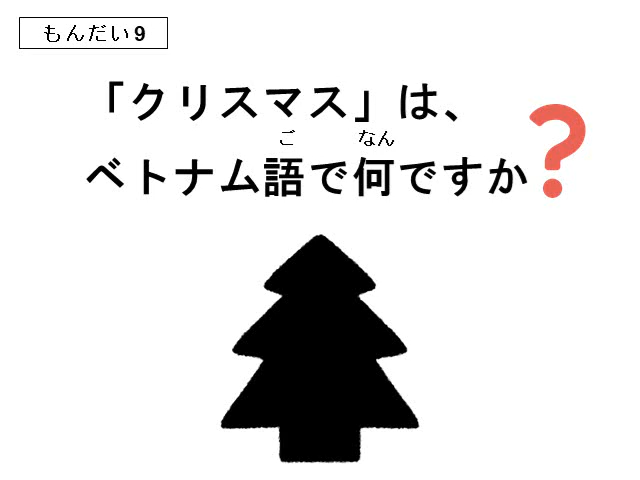 もんだい9
「クリスマス」は、
ご なん
ベトナム語で何ですか?